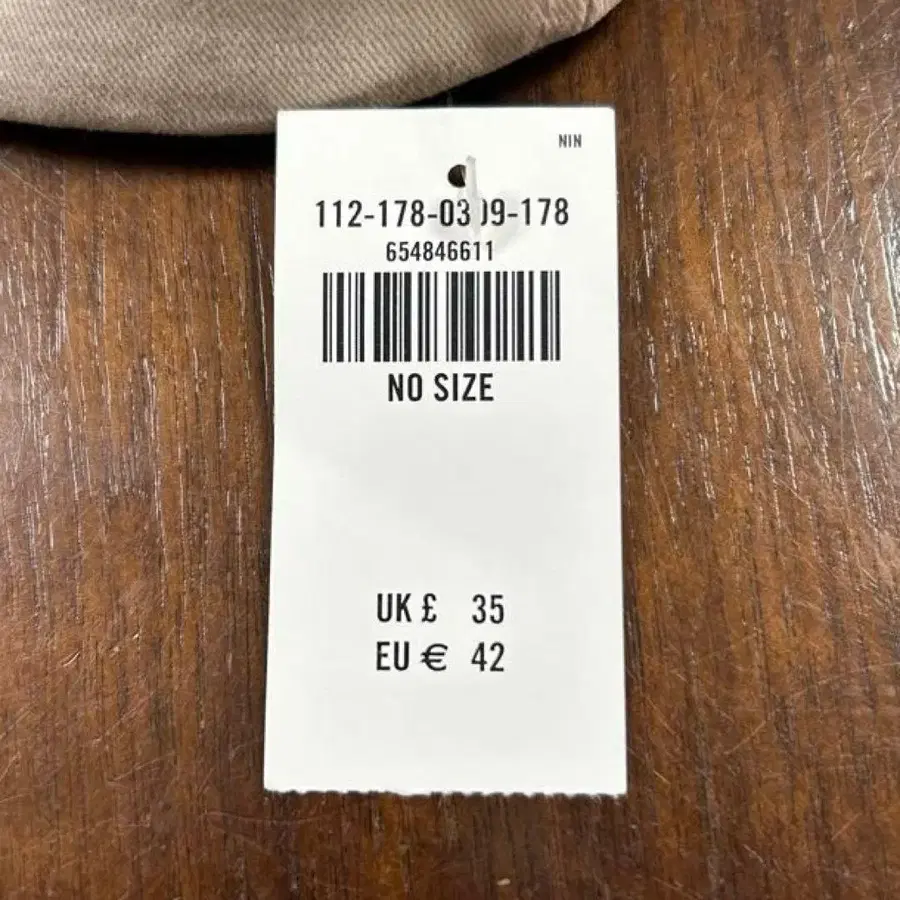 NIN
112-178-0309-178
654846611
NO SIZE
UK £ 35
EU € 42